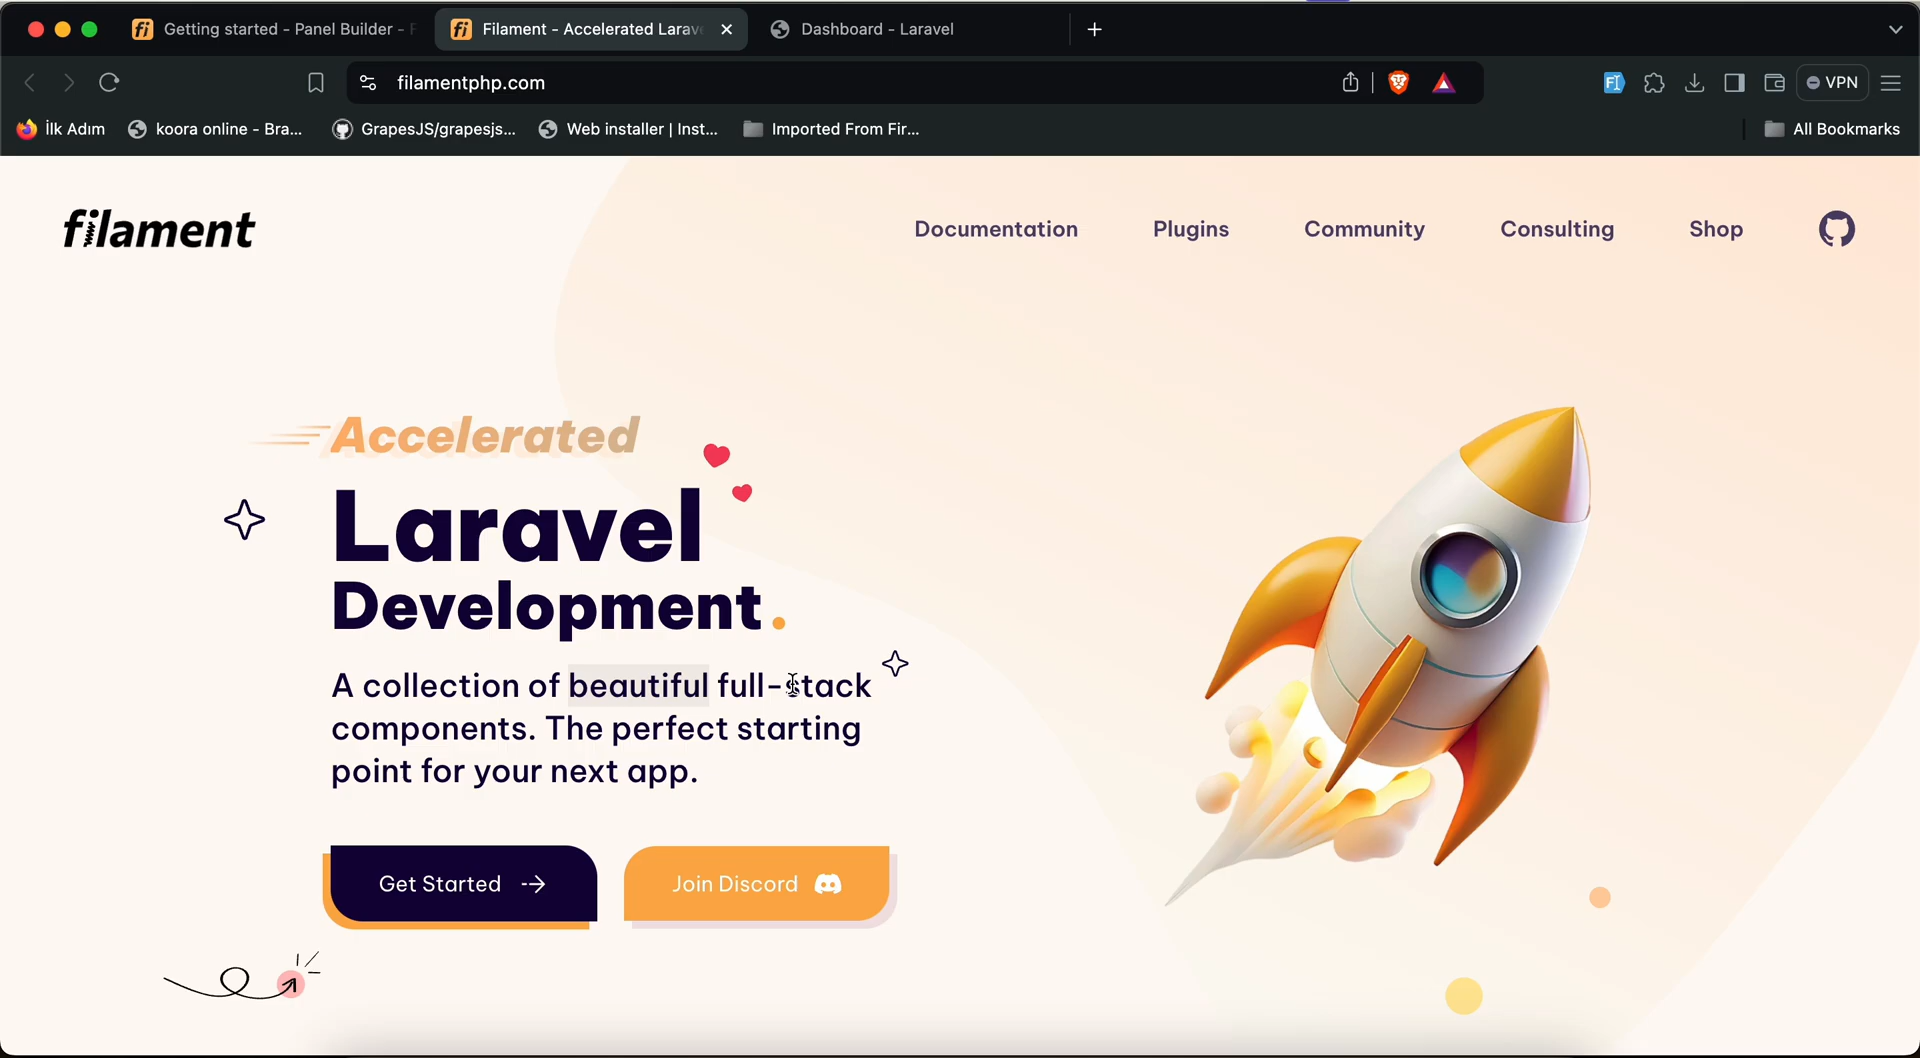 Getting started - Panel Builder -
Filament - Accelerated Larave
Dashboard - Laravel
filamentphp.com
VPN
İlk Adım
koora online - Bra...
GrapesJS/grapesjs...
Web installer | Inst...
Imported From Fir...
All Bookmarks
filament
Documentation
Plugins
Community
Consulting
Shop
Accelerated
Laravel
Development.
A collection of beautiful full-stack
components. The perfect starting
point for your next app.
Get Started
Join Discord